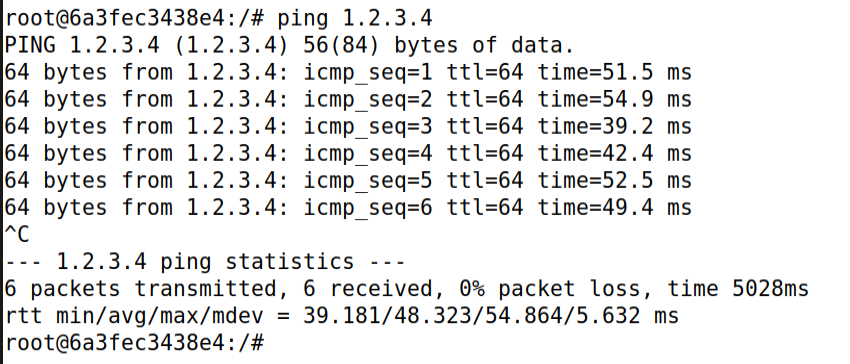 root@6a3fec3438e4:/# ping 1.2.3.4
PING 1.2.3.4 (1.2.3.4) 56(84) bytes of data.
64 bytes from 1.2.3.4: icmp_seq=1 ttl=64 time=51.5 ms
64 bytes from 1.2.3.4: icmp_seq=2 ttl=64 time=54.9 ms
64 bytes from 1.2.3.4: icmp_seq=3 ttl=64 time=39.2 ms
64 bytes from 1.2.3.4: icmp_seq=4 ttl=64 time=42.4 ms
64 bytes from 1.2.3.4: icmp_seq=5 ttl=64 time=52.5 ms
64 bytes from 1.2.3.4: icmp_seq=6 ttl=64 time=49.4 ms
^C
--- 1.2.3.4 ping statistics ---
6 packets transmitted, 6 received, 0% packet loss, time 5028ms
rtt min/avg/max/mdev = 39.181/48.323/54.864/5.632 ms
root@6a3fec3438e4:/#